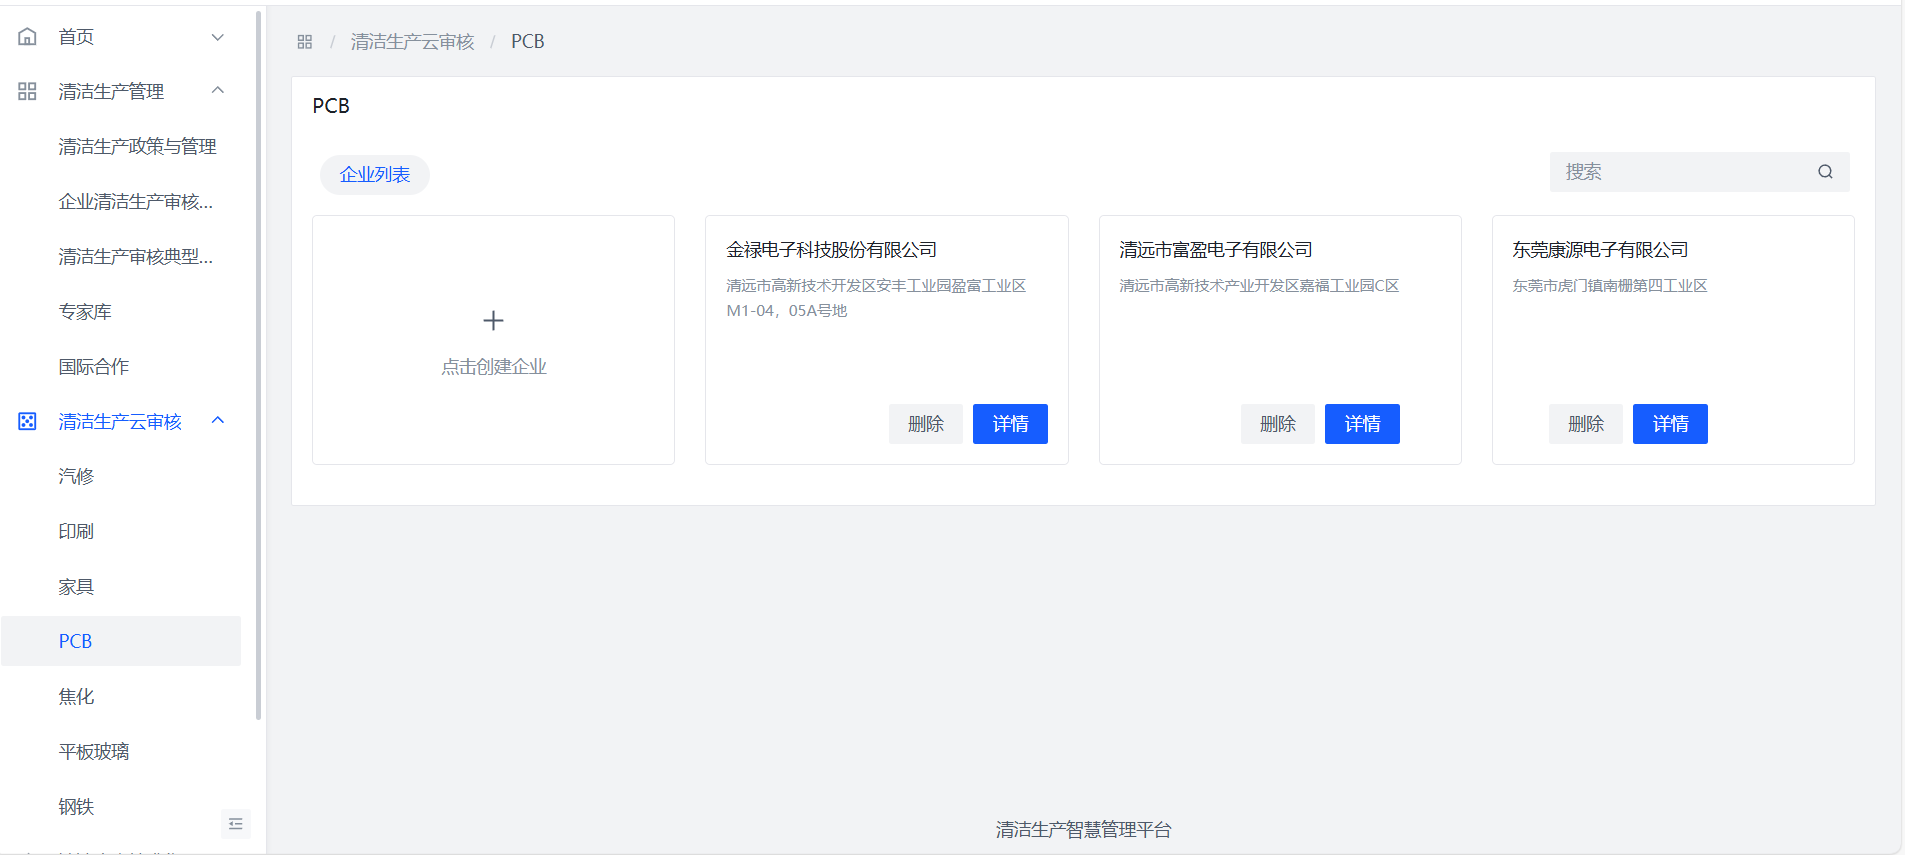 首页
清洁生产管理
清洁生产政策与管理
企业清洁生产审核...
清洁生产审核典型...
专家库
国际合作
清洁生产云审核
汽修
印刷
家具
PCB
焦化
平板玻璃
钢铁
/ 清洁生产云审核 / PCB
PCB
企业列表
搜索
点击创建企业
金禄电子科技股份有限公司
清远市高新技术开发区安丰工业园盈富工业区
M1-04，05A号地
删除 详情
清远市富盈电子有限公司
清远市高新技术产业开发区嘉福工业园C区
删除 详情
东莞康源电子有限公司
东莞市虎门镇南栅第四工业区
删除 详情
清洁生产智慧管理平台